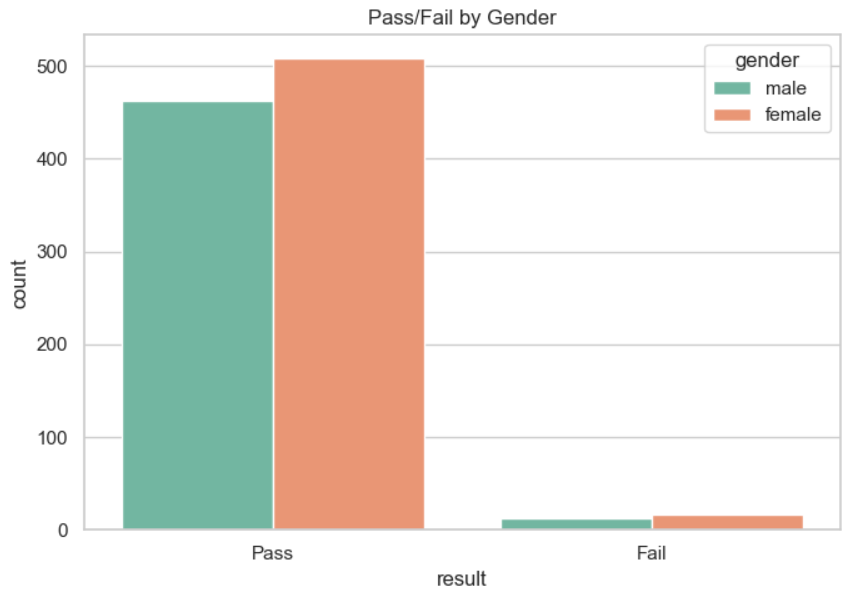 Pass/Fail by Gender
gender
male
female
500
400
300
200
100
0
count
Pass
Fail
result